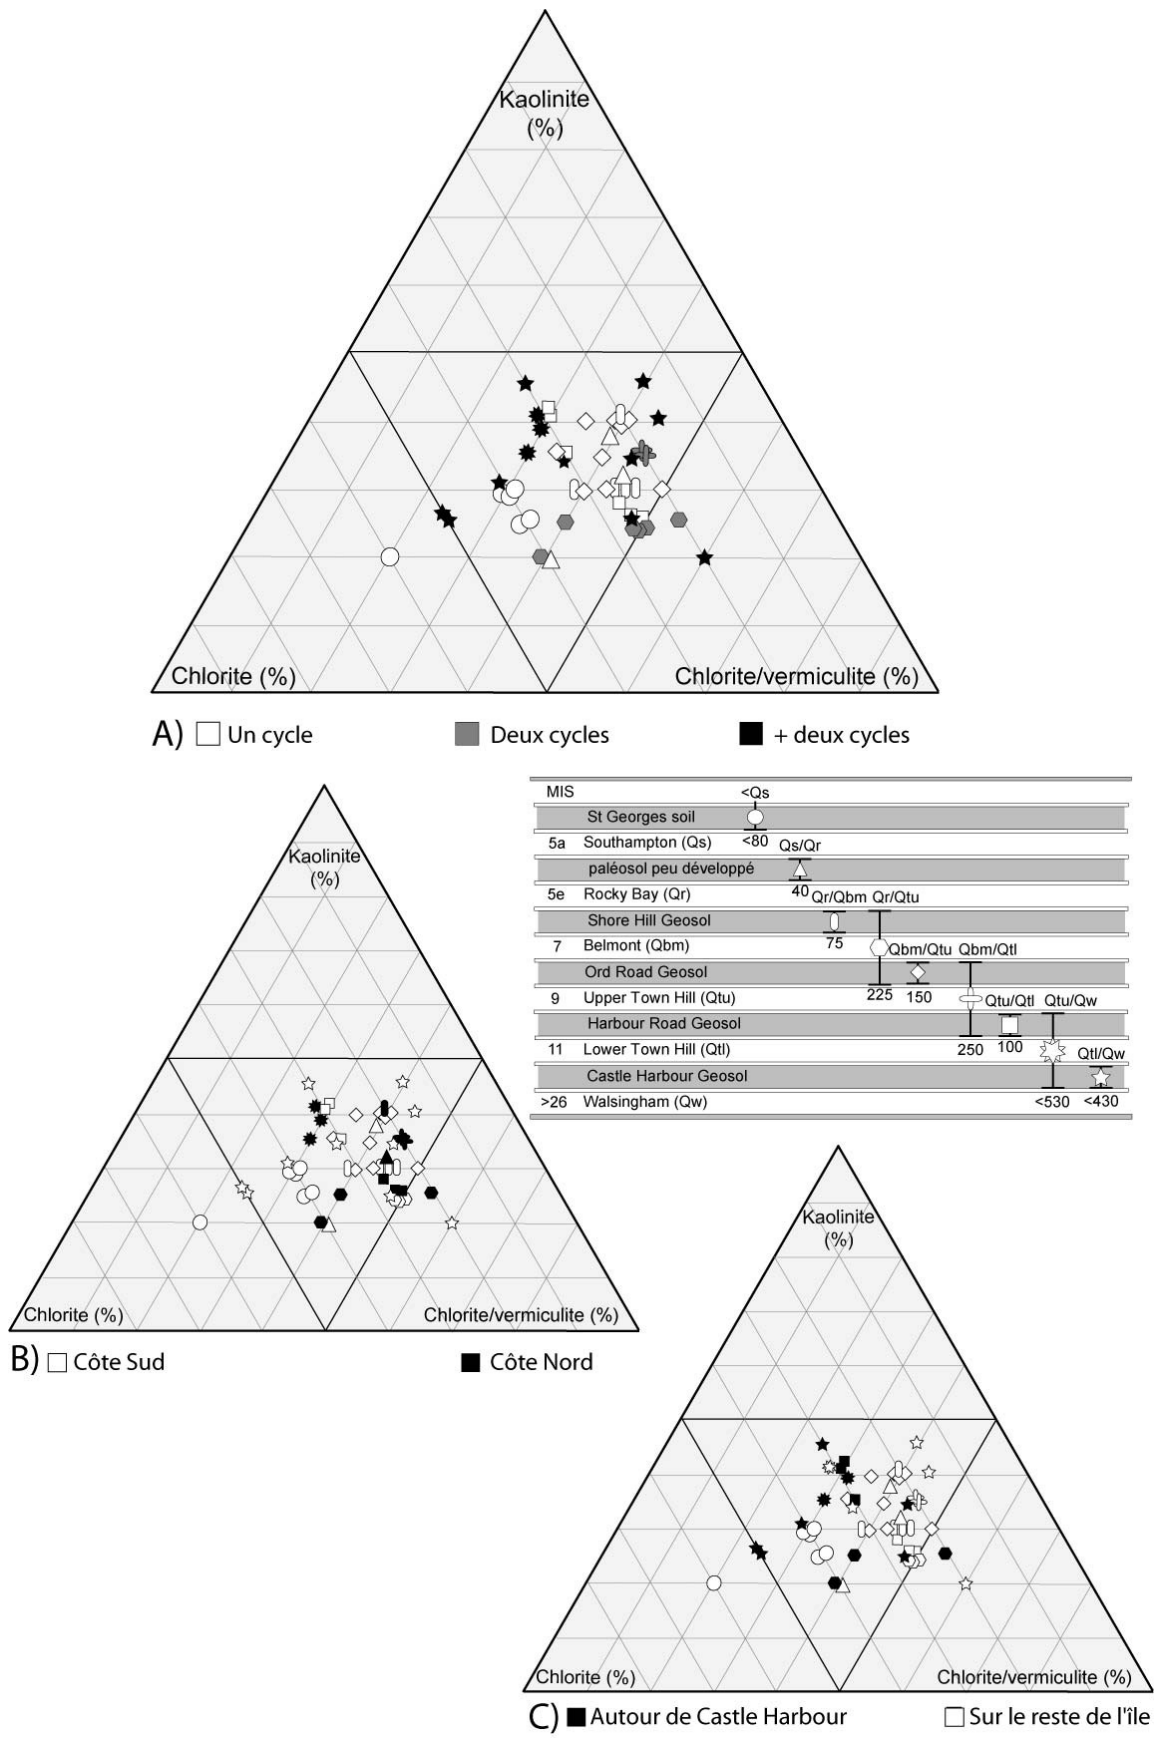 Kaolinite
(%)
Chlorite (%)
Chlorite/vermiculite (%)
A) Un cycle
Deux cycles
+ deux cycles
Kaolinite
(%)
Chlorite (%)
Chlorite/vermiculite (%)
B) Côte Sud
Côte Nord
MIS
<Qs
St Georges soil
5a Southampton (Qs) <80 Qs/Qr
paléosol peu développé
5e Rocky Bay (Qr) 40 Qr/Qbm Qr/Qtu
Shore Hill Geosol
7 Belmont (Qbm) 75 Qbm/Qtu Qbm/Qtl
Ord Road Geosol
9 Upper Town Hill (Qtu) 225 150 Qtu/Qtl Qtu/Qw
Harbour Road Geosol
11 Lower Town Hill (Qtl) 250 100 Qtl/Qw
Castle Harbour Geosol
>26 Walsingham (Qw) <530 <430
Kaolinite
(%)
Chlorite (%)
Chlorite/vermiculite (%)
C) Autour de Castle Harbour
Sur le reste de l'île